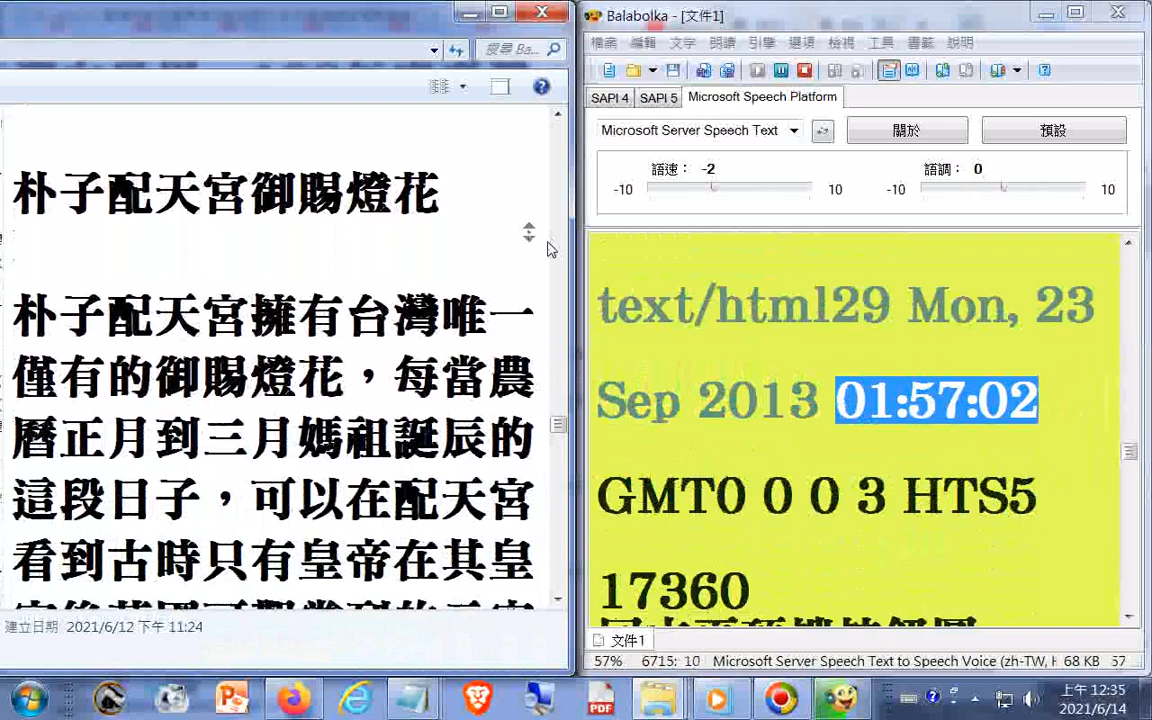 搜尋 Ba...
朴子配天宮御賜燈花
朴子配天宮擁有台灣唯一
僅有的御賜燈花，每當農
曆正月到三月媽祖誕辰的
這段日子，可以在配天宮
看到古時只有皇帝在其皇
建立日期 2021/6/12 下午 11:24
Balabolka - [文件1]
檔案 編輯 文字 朗讀 引擎 選項 檢視 工具 書籤 說明
SAPI 4 SAPI 5 Microsoft Speech Platform
Microsoft Server Speech Text 關於 預設
語速： -2 語調： 0
-10 10 -10 10
text/html29 Mon, 23
Sep 2013 01:57:02
GMT0 0 0 3 HTS5
17360
文件1
57% 6715: 10 Microsoft Server Speech Text to Speech Voice (zh-TW, H 68 KB 57
PDF
上午 12:35
2021/6/14